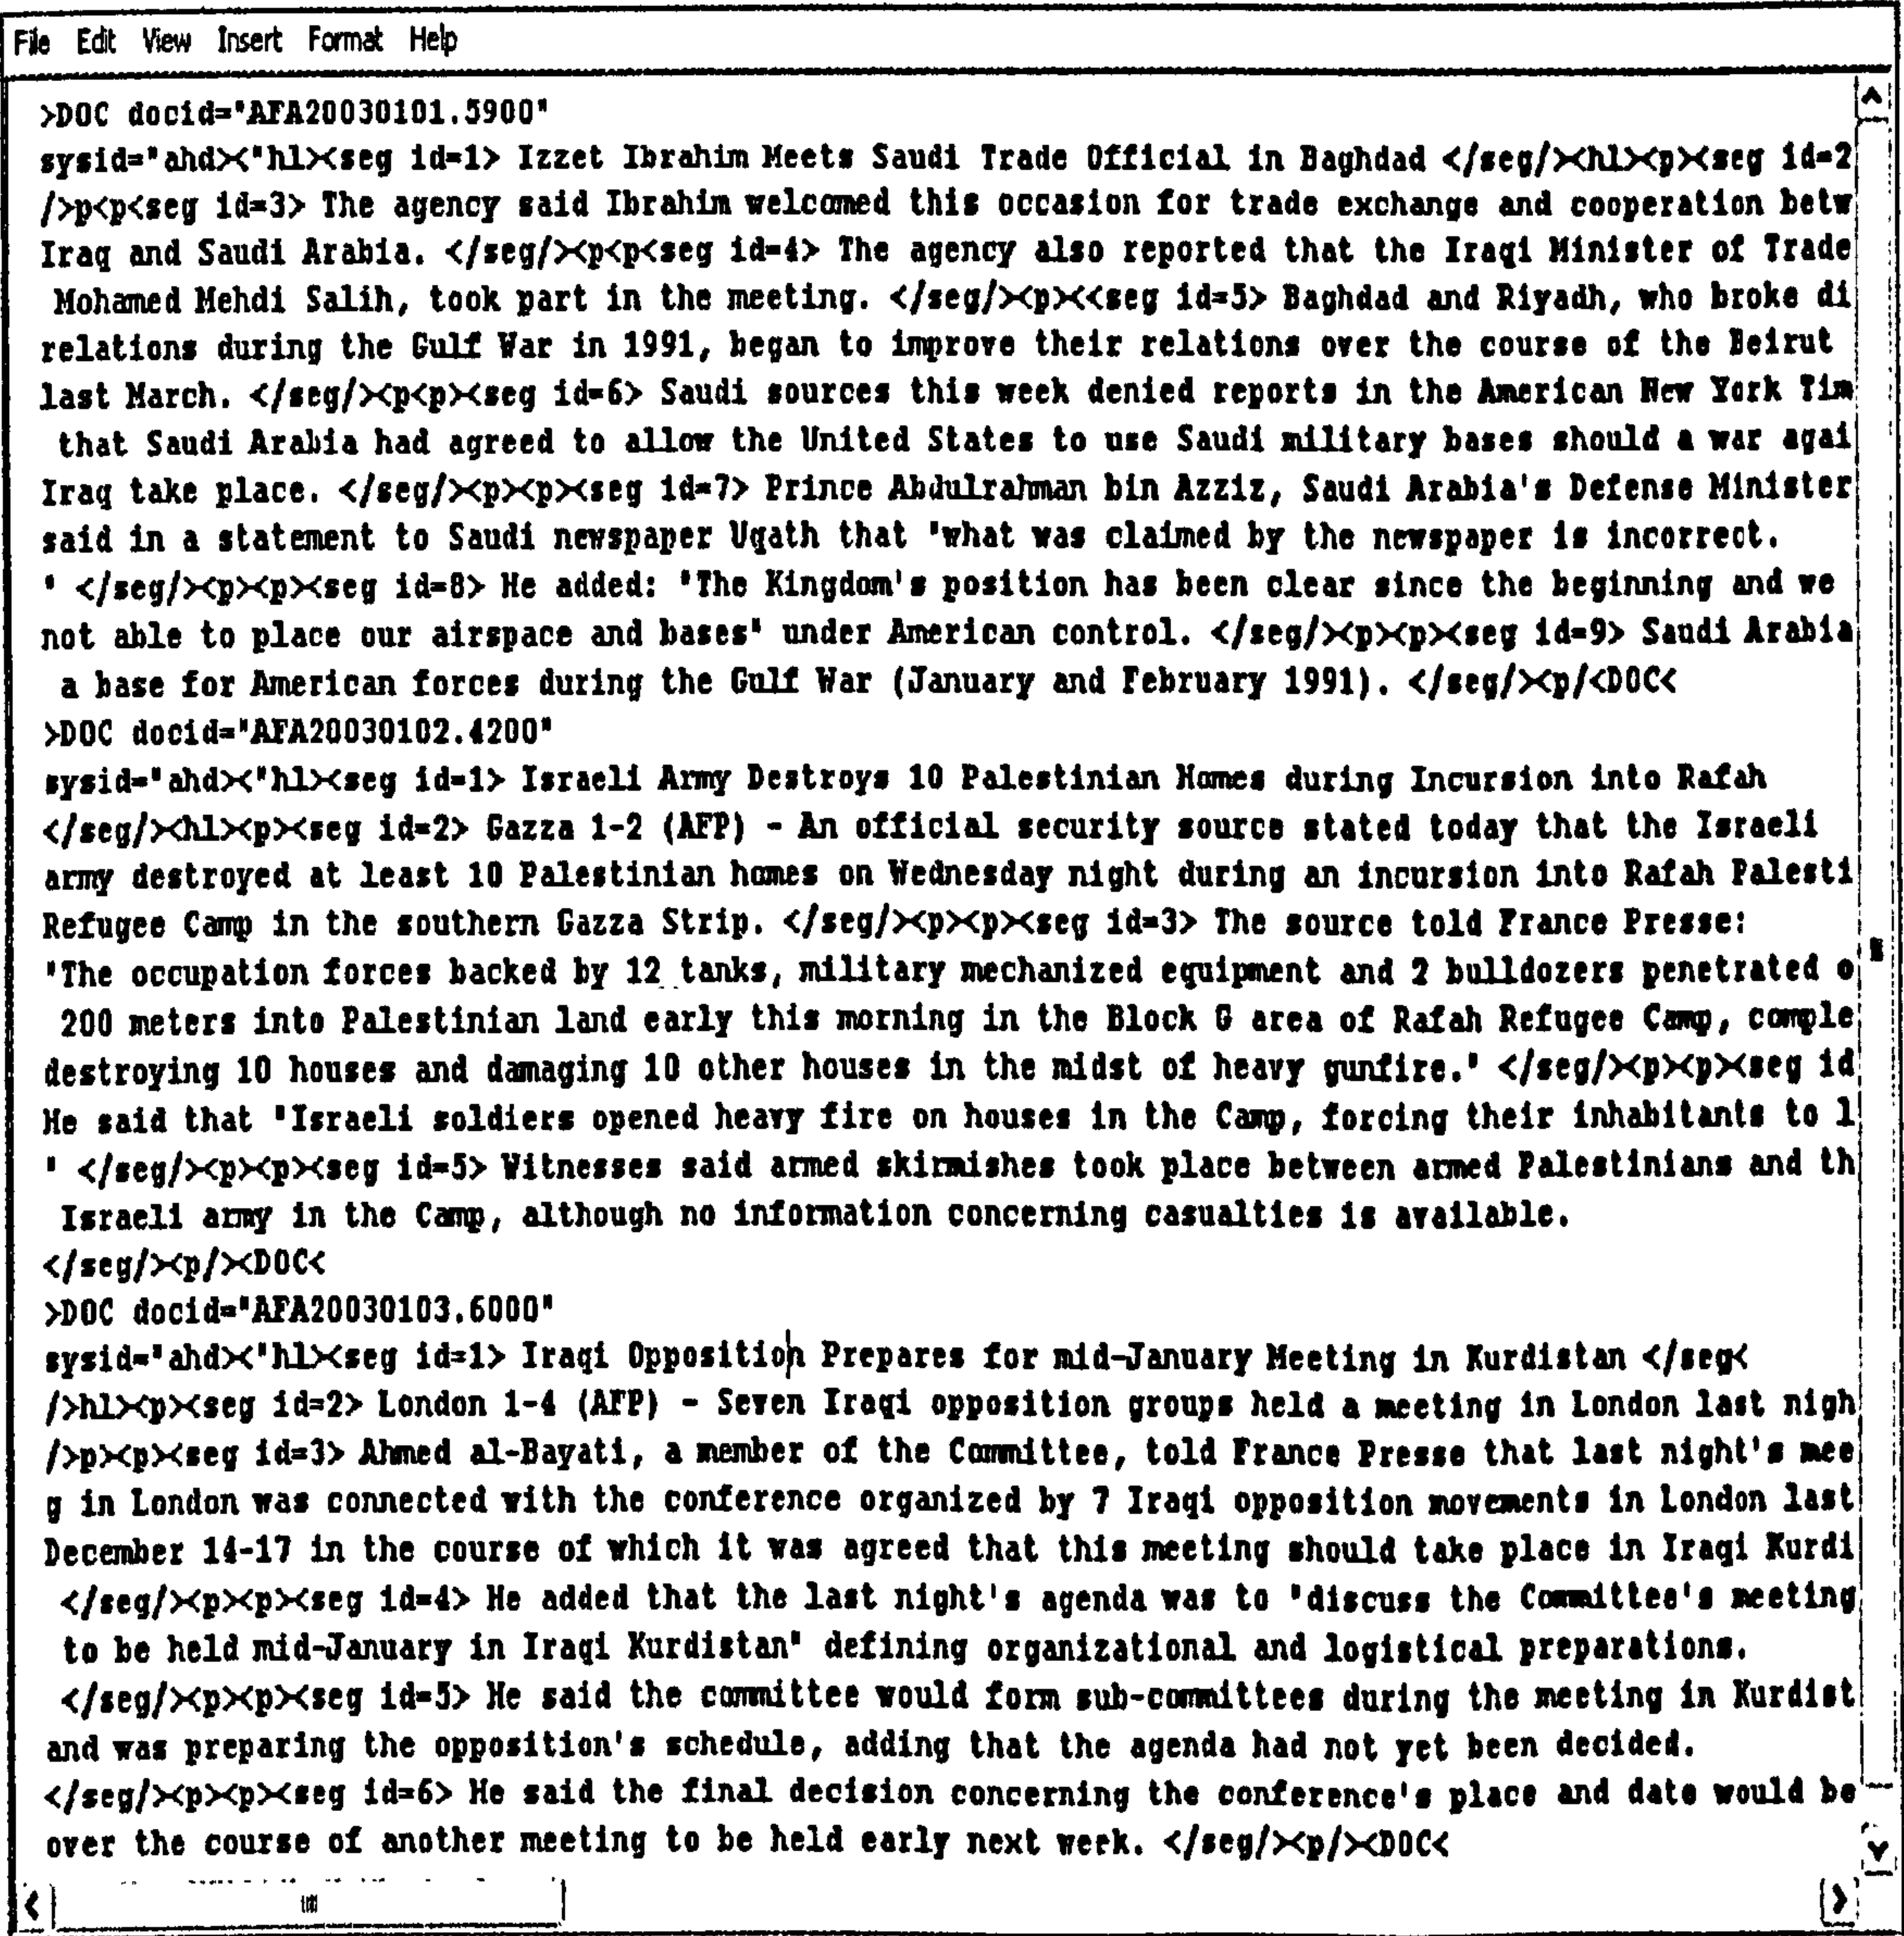 File Edit View Insert Format Help
>DOC docid="AFA20030101.5900"
sysid="ahd><"hl><seg id=1> Izzet Ibrahim Meets Saudi Trade Official in Baghdad </seg/><hl><p><seg id=2
/>p<p<seg id=3> The agency said Ibrahim welcomed this occasion for trade exchange and cooperation betw
Iraq and Saudi Arabia. </seg/><p<p<seg id=4> The agency also reported that the Iraqi Minister of Trade
Mohamed Mehdi Salih, took part in the meeting. </seg/><p><<seg id=5> Baghdad and Riyadh, who broke di
relations during the Gulf War in 1991, began to improve their relations over the course of the Beirut
last March. </seg/><p<p><seg id=6> Saudi sources this week denied reports in the American New York Tim
that Saudi Arabia had agreed to allow the United States to use Saudi military bases should a war agai
Iraq take place. </seg/><p><p><seg id=7> Prince Abdulrahman bin Azziz, Saudi Arabia's Defense Minister
said in a statement to Saudi newspaper Uqath that "what was claimed by the newspaper is incorrect.
" </seg/><p><p><seg id=8> He added: "The Kingdom's position has been clear since the beginning and we
not able to place our airspace and bases" under American control. </seg/><p><p><seg id=9> Saudi Arabia
a base for American forces during the Gulf War (January and February 1991). </seg/><p/<DOC<
>DOC docid="AFA20030102.4200"
sysid="ahd><"hl><seg id=1> Israeli Army Destroys 10 Palestinian Homes during Incursion into Rafah
</seg/><hl><p><seg id=2> Gazza 1-2 (AFP) - An official security source stated today that the Israeli
army destroyed at least 10 Palestinian homes on Wednesday night during an incursion into Rafah Palesti
Refugee Camp in the southern Gazza Strip. </seg/><p><p><seg id=3> The source told France Presse:
"The occupation forces backed by 12 tanks, military mechanized equipment and 2 bulldozers penetrated o
200 meters into Palestinian land early this morning in the Block G area of Rafah Refugee Camp, comple
destroying 10 houses and damaging 10 other houses in the midst of heavy gunfire." </seg/><p><p><seg id
He said that "Israeli soldiers opened heavy fire on houses in the Camp, forcing their inhabitants to l
" </seg/><p><p><seg id=5> Witnesses said armed skirmishes took place between armed Palestinians and th
Israeli army in the Camp, although no information concerning casualties is available.
</seg/><p/><DOC<
>DOC docid="AFA20030103.6000"
sysid="ahd><"hl><seg id=1> Iraqi Opposition Prepares for mid-January Meeting in Kurdistan </seg<
/>hl><p><seg id=2> London 1-4 (AFP) - Seven Iraqi opposition groups held a meeting in London last nigh
/>p><p><seg id=3> Ahmed al-Bayati, a member of the Committee, told France Presse that last night's mee
g in London was connected with the conference organized by 7 Iraqi opposition movements in London last
December 14-17 in the course of which it was agreed that this meeting should take place in Iraqi Kurdi
</seg/><p><p><seg id=4> He added that the last night's agenda was to "discuss the Committee's meeting
to be held mid-January in Iraqi Kurdistan" defining organizational and logistical preparations.
</seg/><p><p><seg id=5> He said the committee would form sub-committees during the meeting in Kurdist
and was preparing the opposition's schedule, adding that the agenda had not yet been decided.
</seg/><p><p><seg id=6> He said the final decision concerning the conference's place and date would be
over the course of another meeting to be held early next week. </seg/><p/><DOC<